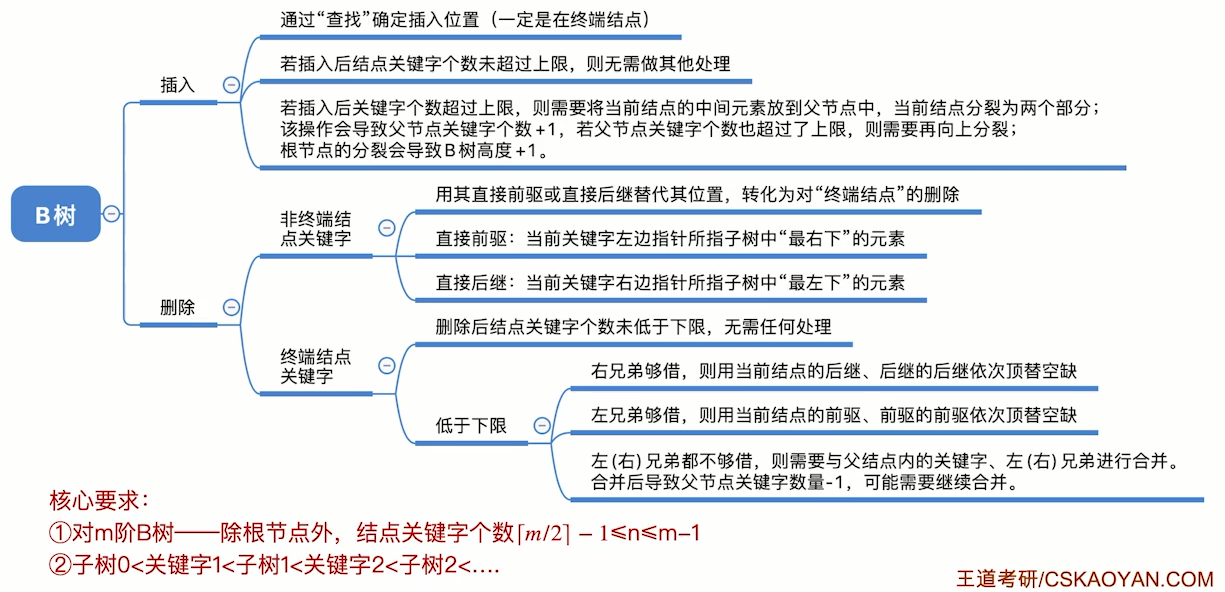 通过“查找”确定插入位置（一定是在终端结点）
若插入后结点关键字个数未超过上限，则无需做其他处理
插入
若插入后关键字个数超过上限，则需要将当前结点的中间元素放到父节点中，当前结点分裂为两个部分；
该操作会导致父节点关键字个数+1，若父节点关键字个数也超过了上限，则需要再向上分裂；
根节点的分裂会导致B树高度+1。
B树
用其直接前驱或直接后继替代其位置，转化为对“终端结点”的删除
非终端结
点关键字
直接前驱：当前关键字左边指针所指子树中“最右下”的元素
直接后继：当前关键字右边指针所指子树中“最左下”的元素
删除
删除后结点关键字个数未低于下限，无需任何处理
终端结点
关键字
右兄弟够借，则用当前结点的后继、后继的后继依次顶替空缺
低于下限
左兄弟够借，则用当前结点的前驱、前驱的前驱依次顶替空缺
左(右)兄弟都不够借，则需要与父结点内的关键字、左(右)兄弟进行合并。
合并后导致父节点关键字数量-1，可能需要继续合并。
核心要求：
①对m阶B树——除根节点外，结点关键字个数⌈m/2⌉ − 1≤n≤m-1
②子树0<关键字1<子树1<关键字2<子树2<....
王道考研/CSKAOYAN.COM